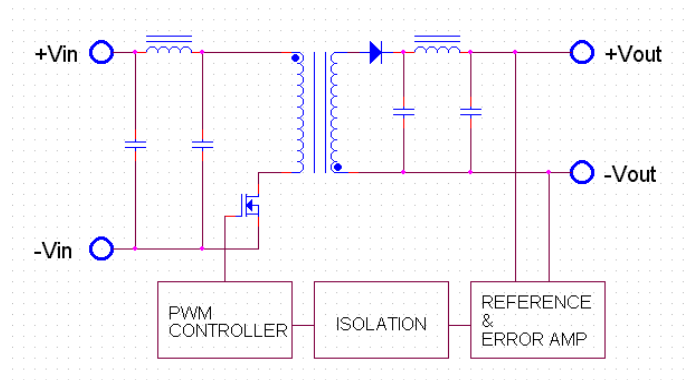 +Vin
+Vout
-Vout
-Vin
PWM
CONTROLLER
ISOLATION
REFERENCE
&
ERROR AMP